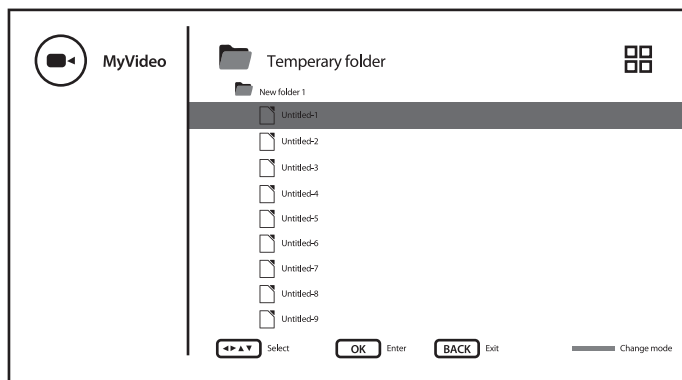 MyVideo
Temperary folder
New folder 1
Untitled-1
Untitled-2
Untitled-3
Untitled-4
Untitled-5
Untitled-6
Untitled-7
Untitled-8
Untitled-9
Select OK Enter BACK Exit Change mode